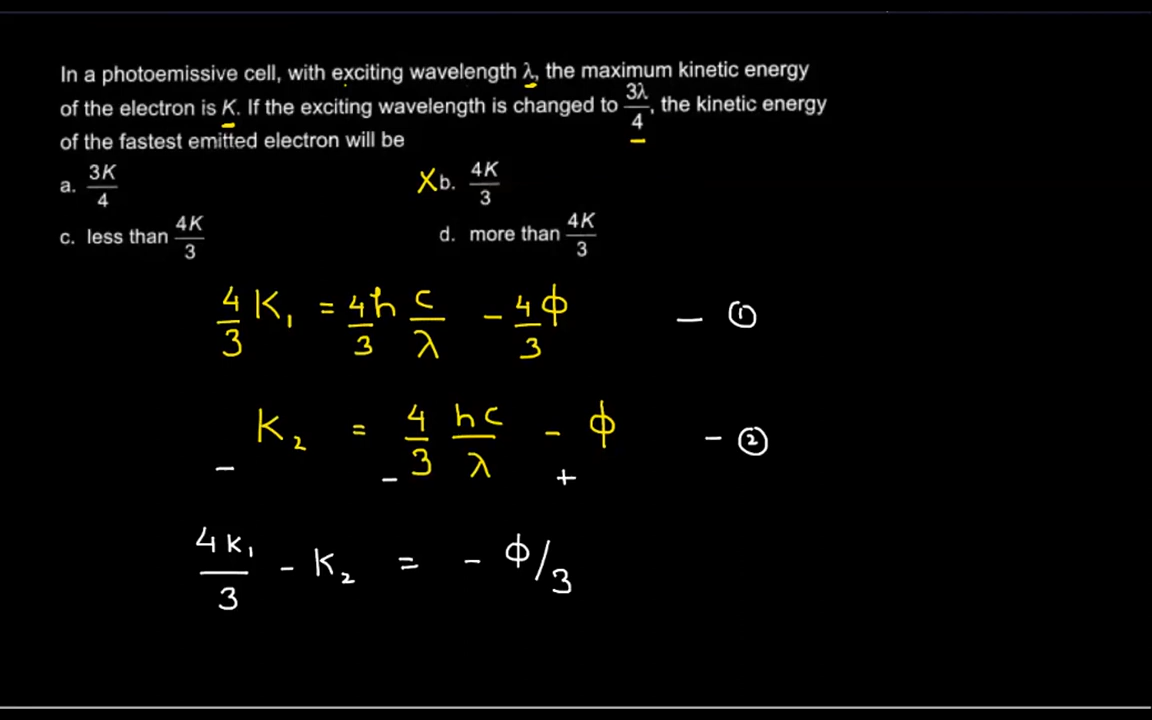 In a photoemissive cell, with exciting wavelength λ, the maximum kinetic energy
of the electron is K. If the exciting wavelength is changed to 3λ/4, the kinetic energy
of the fastest emitted electron will be
a. 3K/4 X b. 4K/3
c. less than 4K/3 d. more than 4K/3
4/3 K₁ = 4/3 h c/λ - 4/3 ϕ - ①
K₂ = 4/3 hc/λ - ϕ - ②
- - +
4K₁/3 - K₂ = - ϕ/3